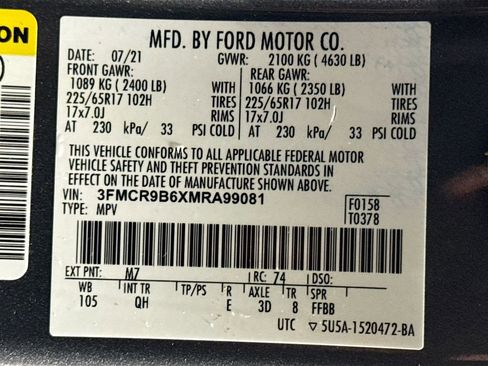 ON
MFD. BY FORD MOTOR CO.
DATE: 07/21 GVWR: 2100 KG ( 4630 LB)
FRONT GAWR: REAR GAWR:
1089 KG ( 2400 LB) WITH 1066 KG ( 2350 LB) WITH
225/65R17 102H TIRES 225/65R17 102H TIRES
17x7.0J RIMS 17x7.0J RIMS
AT 230 kPa/ 33 PSI COLD AT 230 kPa/ 33 PSI COLD
THIS VEHICLE CONFORMS TO ALL APPLICABLE FEDERAL MOTOR
VEHICLE SAFETY AND THEFT PREVENTION STANDARDS IN
EFFECT ON THE DATE OF MANUFACTURE SHOWN ABOVE.
VIN: 3FMCR9B6XMRA99081 F0158
TYPE: MPV T0378
EXT PNT: M7 RC: 74 DSO:
WB INT TR TP/PS R AXLE TR SPR
105 QH E 3D 8 FFBB
UTC ▽5U5A-1520472-BA